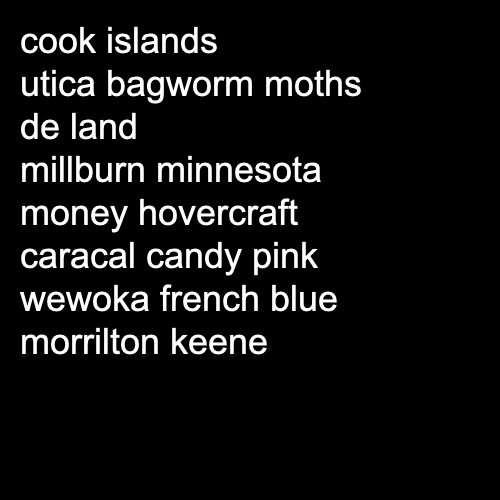 cook islands
utica bagworm moths
de land
millburn minnesota
money hovercraft
caracal candy pink
wewoka french blue
morrilton keene